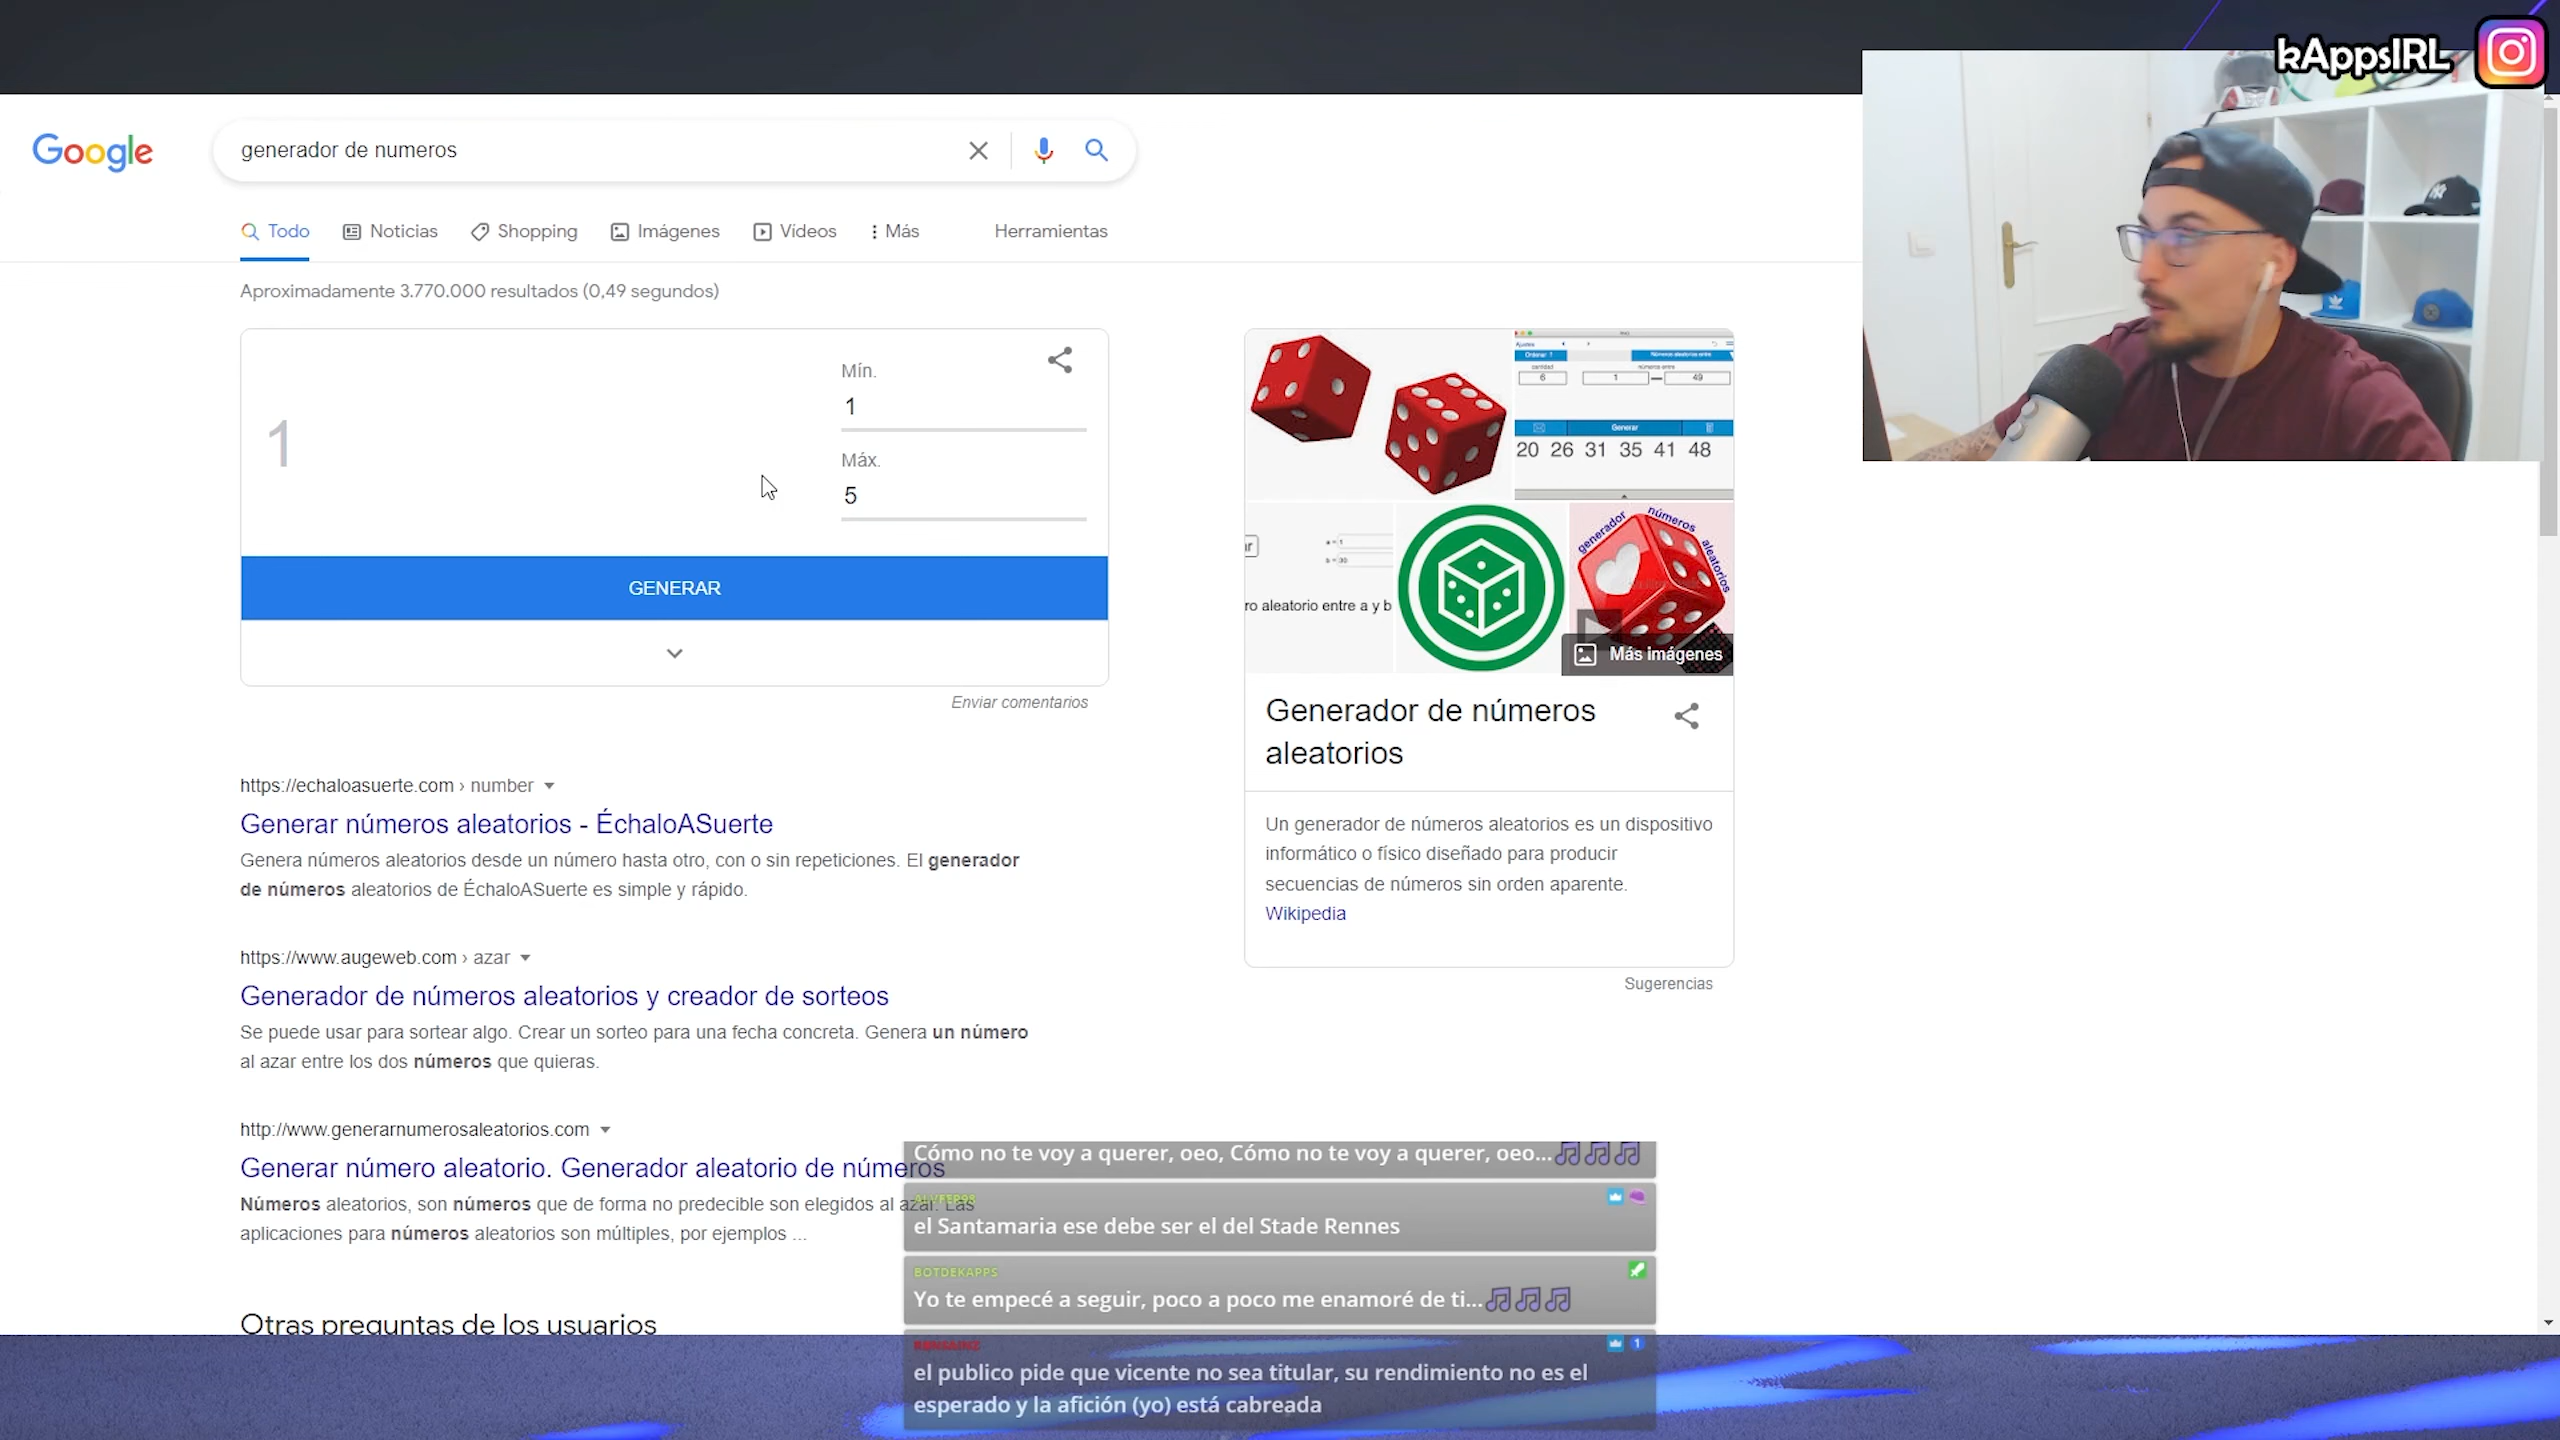 kAppsIRL
Google
generador de numeros
Todo
Noticias
Shopping
Imágenes
Vídeos
Más
Herramientas
Aproximadamente 3.770.000 resultados (0,49 segundos)
1
Mín.
1
Máx.
5
GENERAR
Enviar comentarios
https://echaloasuerte.com › number
Generar números aleatorios - ÉchaloASuerte
Genera números aleatorios desde un número hasta otro, con o sin repeticiones. El generador
de números aleatorios de ÉchaloASuerte es simple y rápido.
https://www.augeweb.com › azar
Generador de números aleatorios y creador de sorteos
Se puede usar para sortear algo. Crear un sorteo para una fecha concreta. Genera un número
al azar entre los dos números que quieras.
http://www.generarnumerosaleatorios.com
Generar número aleatorio. Generador aleatorio de números
Números aleatorios, son números que de forma no predecible son elegidos al azar. Las
aplicaciones para números aleatorios son múltiples, por ejemplos ...
Otras preguntas de los usuarios
6
1
49
Generar
20 26 31 35 41 48
ro aleatorio entre a y b
generador números aleatorios
Más imágenes
Generador de números
aleatorios
Un generador de números aleatorios es un dispositivo
informático o físico diseñado para producir
secuencias de números sin orden aparente.
Wikipedia
Sugerencias
Cómo no te voy a querer, oeo, Cómo no te voy a querer, oeo...
el Santamaria ese debe ser el del Stade Rennes
BOTDEKAPPS
Yo te empecé a seguir, poco a poco me enamoré de ti...
1
el publico pide que vicente no sea titular, su rendimiento no es el
esperado y la afición (yo) está cabreada